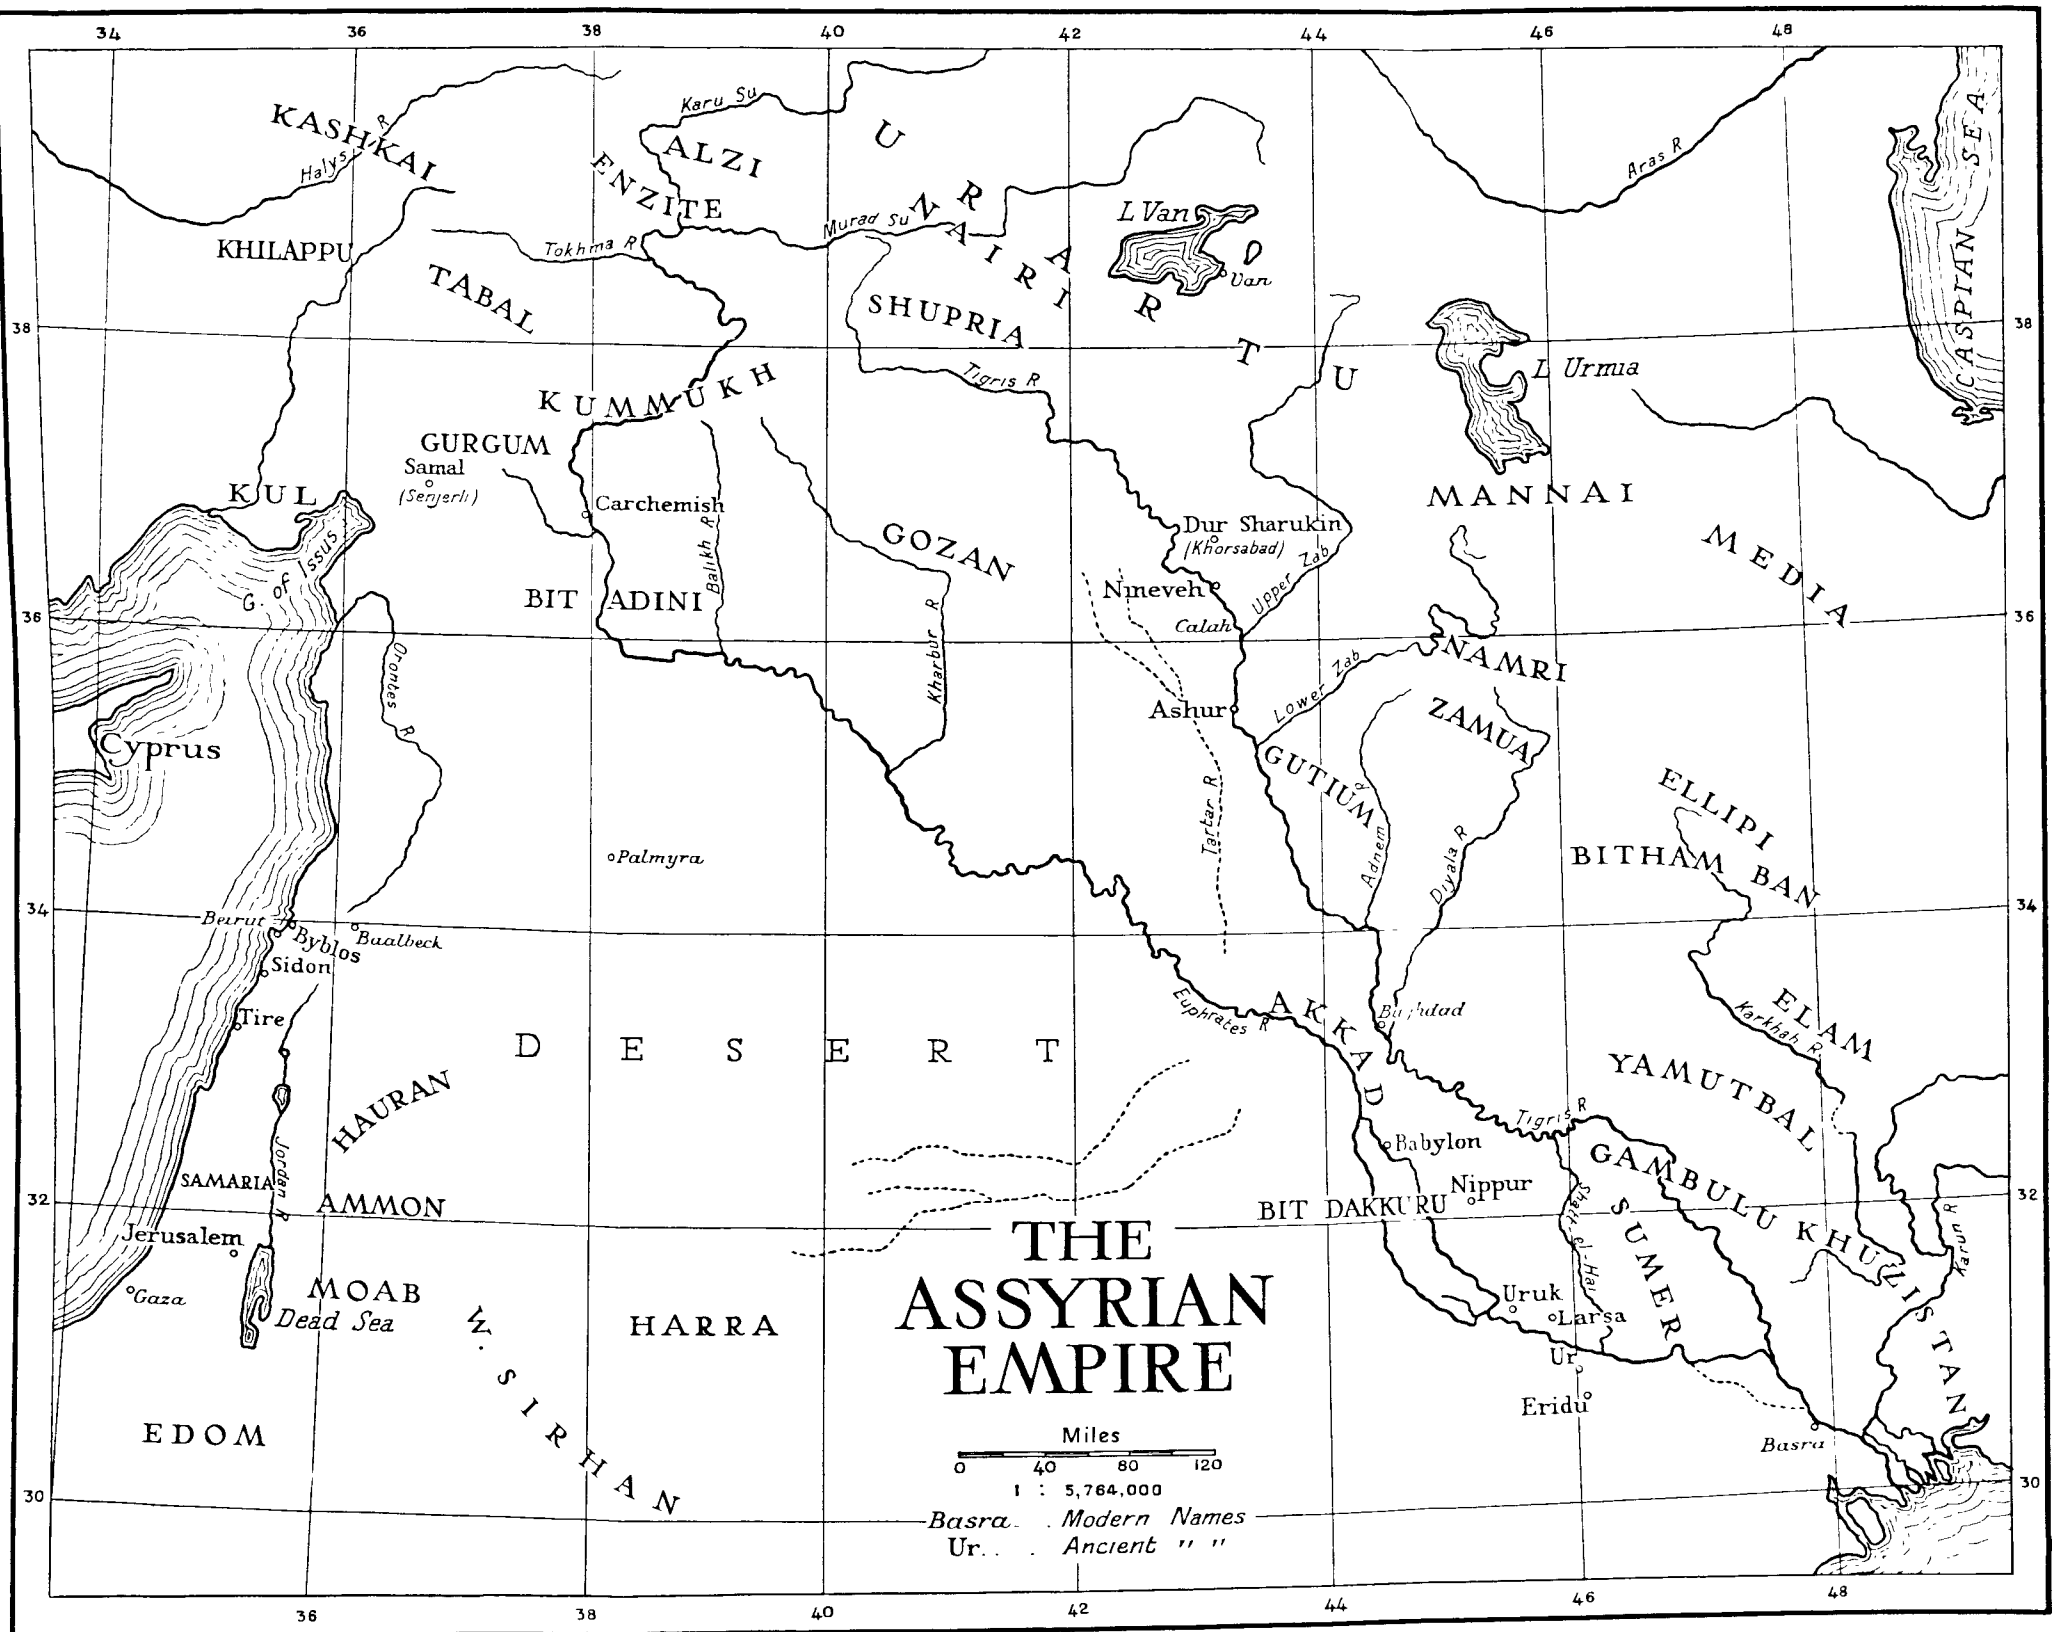 34 36 38 40 42 44 46 48
KASHKAI
Halys R
Karu Su
ALZI
ENZITE
URARTU
NAIRI
Murad Su
L Van
Van
Aras R
CASPIAN SEA
KHILAPPU
Tokhma R
TABAL
SHUPRIA
38
38
Tigris R
L Urmia
KUMMUKH
GURGUM
Samal
(Senjerli)
KUL
Carchemish
Balikh R
GOZAN
Dur Sharukin
(Khorsabad)
MANNAI
MEDIA
G. of Issus
BIT ADINI
Kharbur R
Nineveh
Upper Zab
Calah
36
36
NAMRI
Orontes R
Ashur
Lower Zab
ZAMUA
Cyprus
GUTIUM
Tartar R
Adhem
Diyala R
ELLIPI
BITHAM BAN
Palmyra
34
34
Beirut
Byblos
Baalbeck
Sidon
Tire
Euphrates R
AKKAD
Baghdad
ELAM
Karkhah R
DESERT
HAURAN
YAMUTBAL
Tigris R
Babylon
GAMBULU
Jordan R
SAMARIA
AMMON
32
32
BIT DAKKURU
Nippur
Shatt-el-Hai
SUMER
KHUZISTAN
Karun R
Jerusalem
Gaza
MOAB
Dead Sea
W. SIRHAN
HARRA
THE
ASSYRIAN
EMPIRE
Uruk
Larsa
Ur
Eridu
Basra
EDOM
Miles
0 40 80 120
1 : 5,764,000
30
30
Basra. . Modern Names
Ur. . . Ancient " "
36 38 40 42 44 46 48